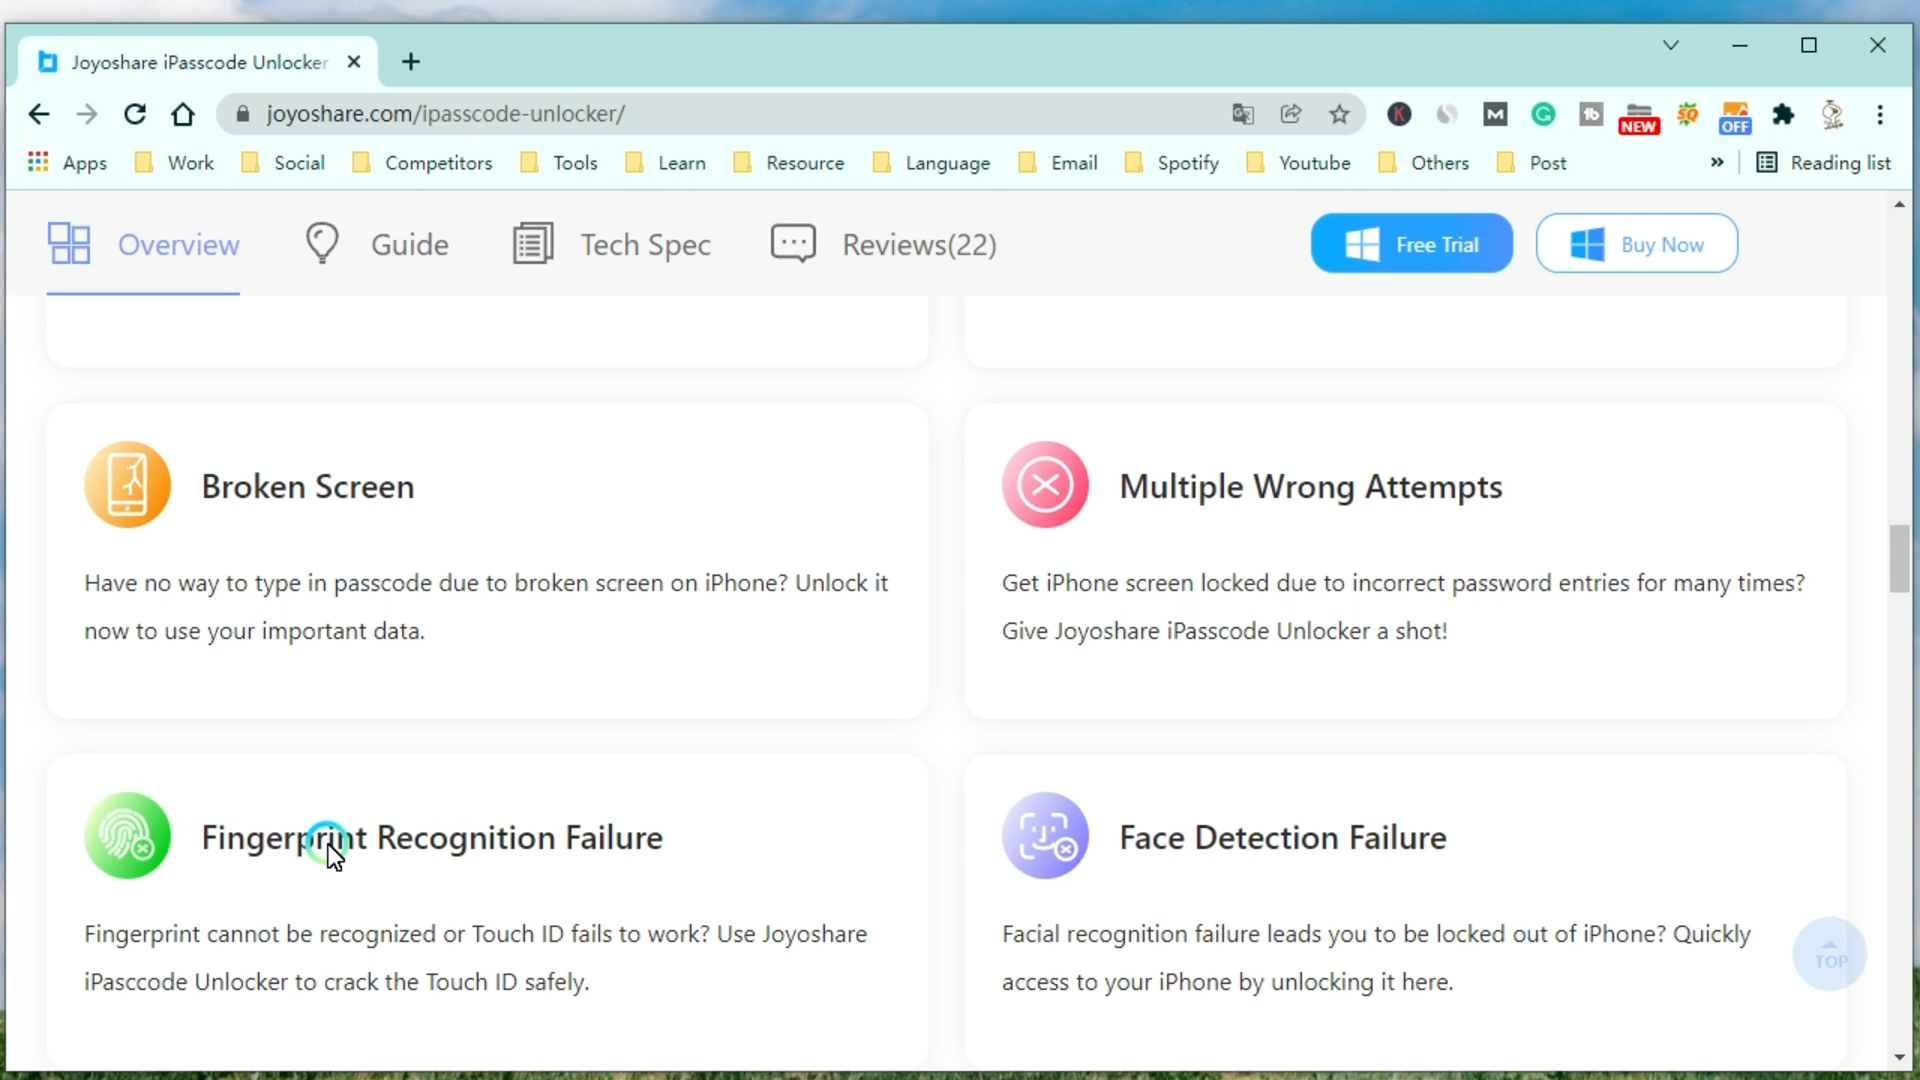 Joyoshare iPasscode Unlocker
joyoshare.com/ipasscode-unlocker/
K
M
G
tb
NEW
SQ
OFF
Apps Work Social Competitors Tools Learn Resource Language Email Spotify Youtube Others Post » Reading list
Overview Guide Tech Spec Reviews(22) Free Trial Buy Now
Broken Screen
Have no way to type in passcode due to broken screen on iPhone? Unlock it
now to use your important data.
Multiple Wrong Attempts
Get iPhone screen locked due to incorrect password entries for many times?
Give Joyoshare iPasscode Unlocker a shot!
Fingerprint Recognition Failure
Fingerprint cannot be recognized or Touch ID fails to work? Use Joyoshare
iPasccode Unlocker to crack the Touch ID safely.
Face Detection Failure
Facial recognition failure leads you to be locked out of iPhone? Quickly
access to your iPhone by unlocking it here.
TOP